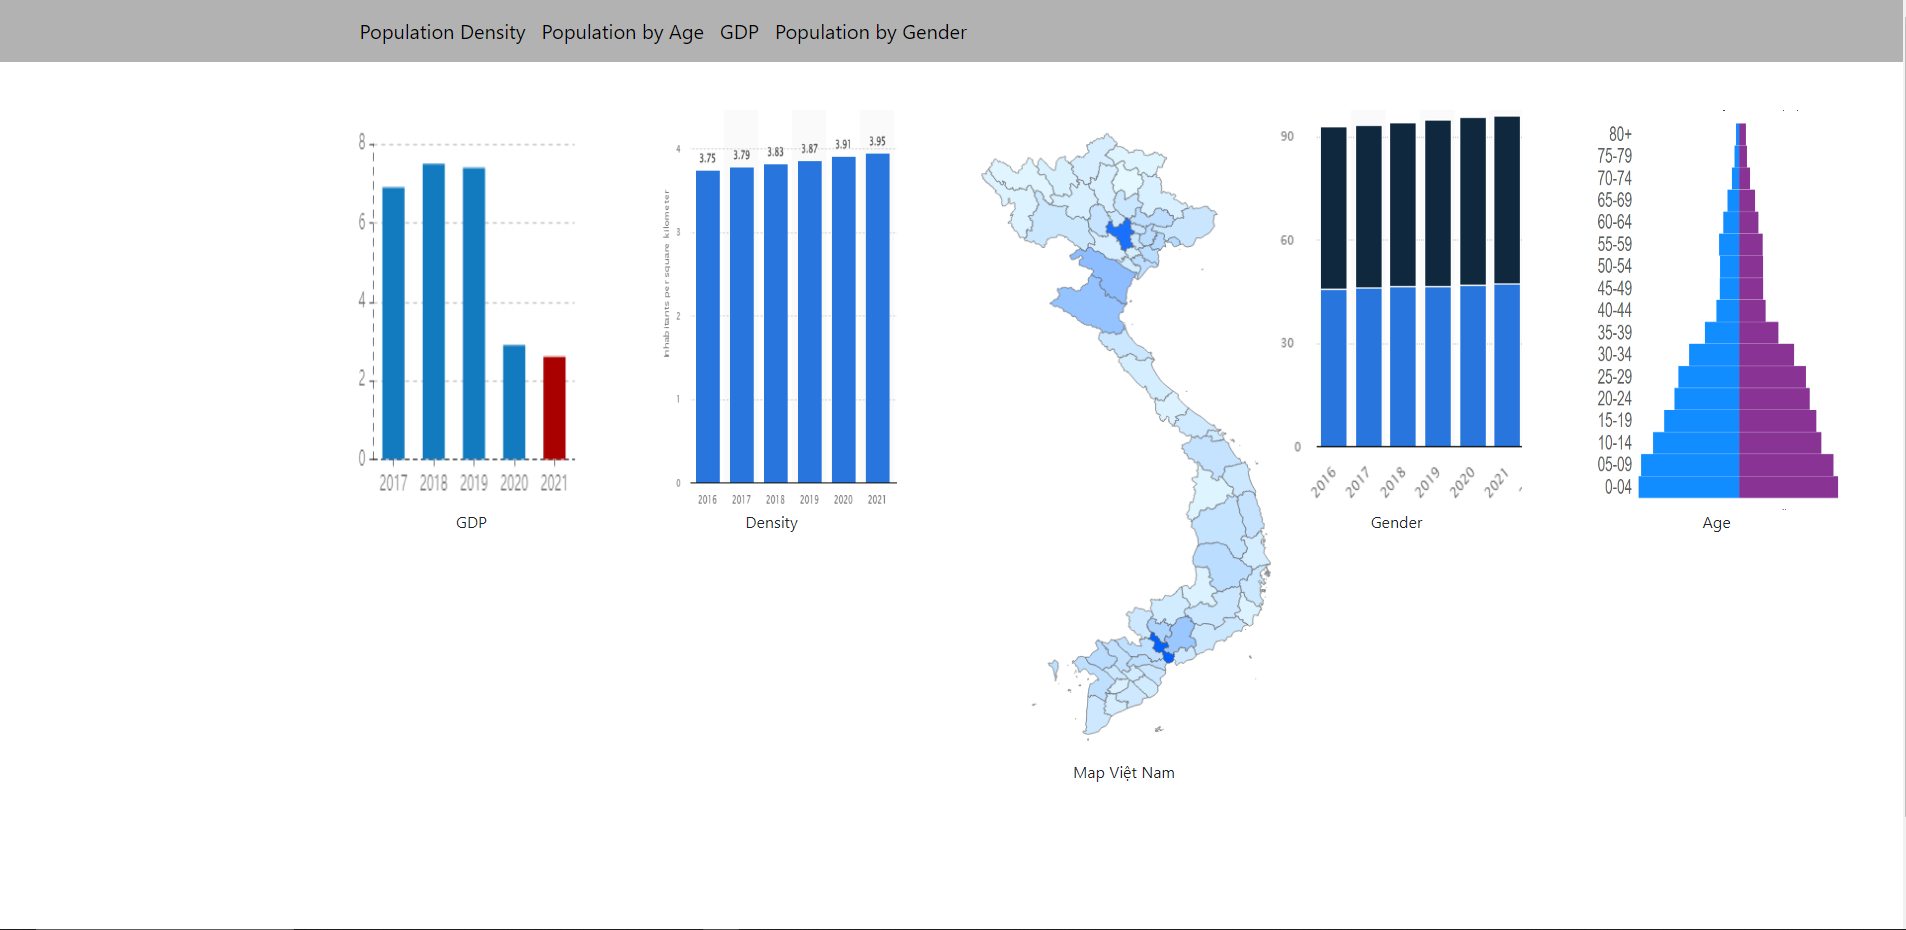 Population Density Population by Age GDP Population by Gender
8
6
4
2
0
2017 2018 2019 2020 2021
GDP
Inhabitants per square kilometer
4
3
2
1
0
3.75 3.79 3.83 3.87 3.91 3.95
2016 2017 2018 2019 2020 2021
Density
Map Việt Nam
90
60
30
0
2016 2017 2018 2019 2020 2021
Gender
80+
75-79
70-74
65-69
60-64
55-59
50-54
45-49
40-44
35-39
30-34
25-29
20-24
15-19
10-14
05-09
0-04
Age